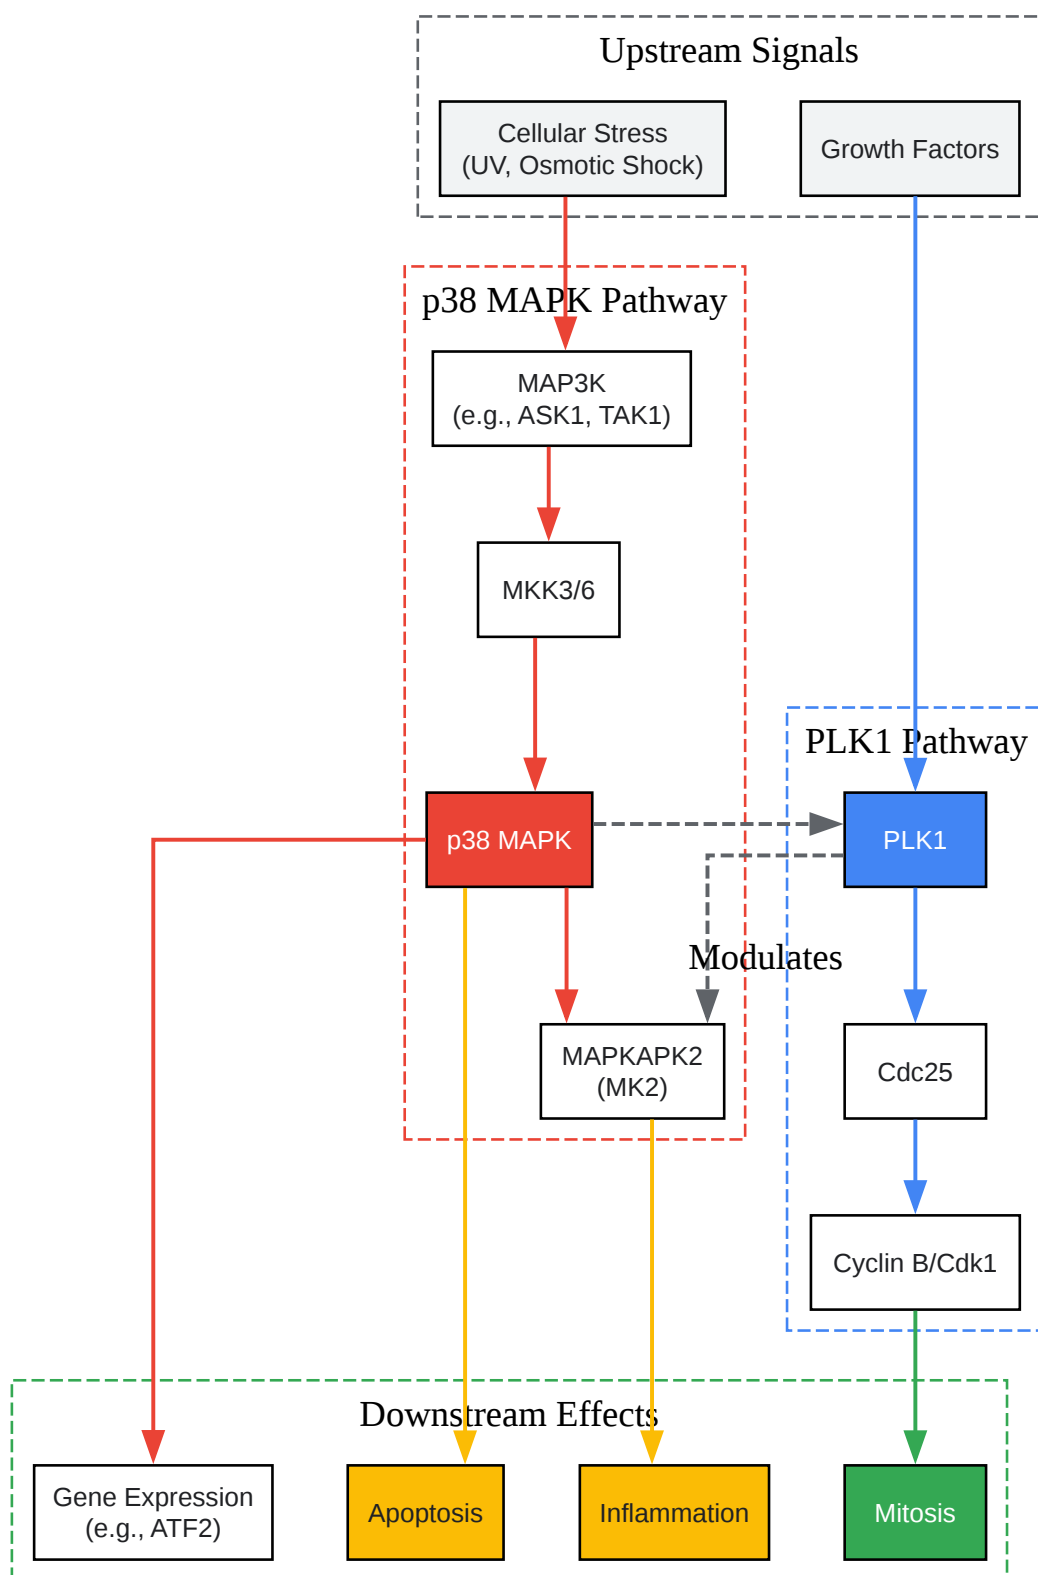 Upstream Signals
Cellular Stress
(UV, Osmotic Shock)
Growth Factors
p38 MAPK Pathway
MAP3K
(e.g., ASK1, TAK1)
MKK3/6
PLK1 Pathway
p38 MAPK
PLK1
Modulates
MAPKAPK2
(MK2)
Cdc25
Cyclin B/Cdk1
Downstream Effects
Gene Expression
(e.g., ATF2)
Apoptosis
Inflammation
Mitosis